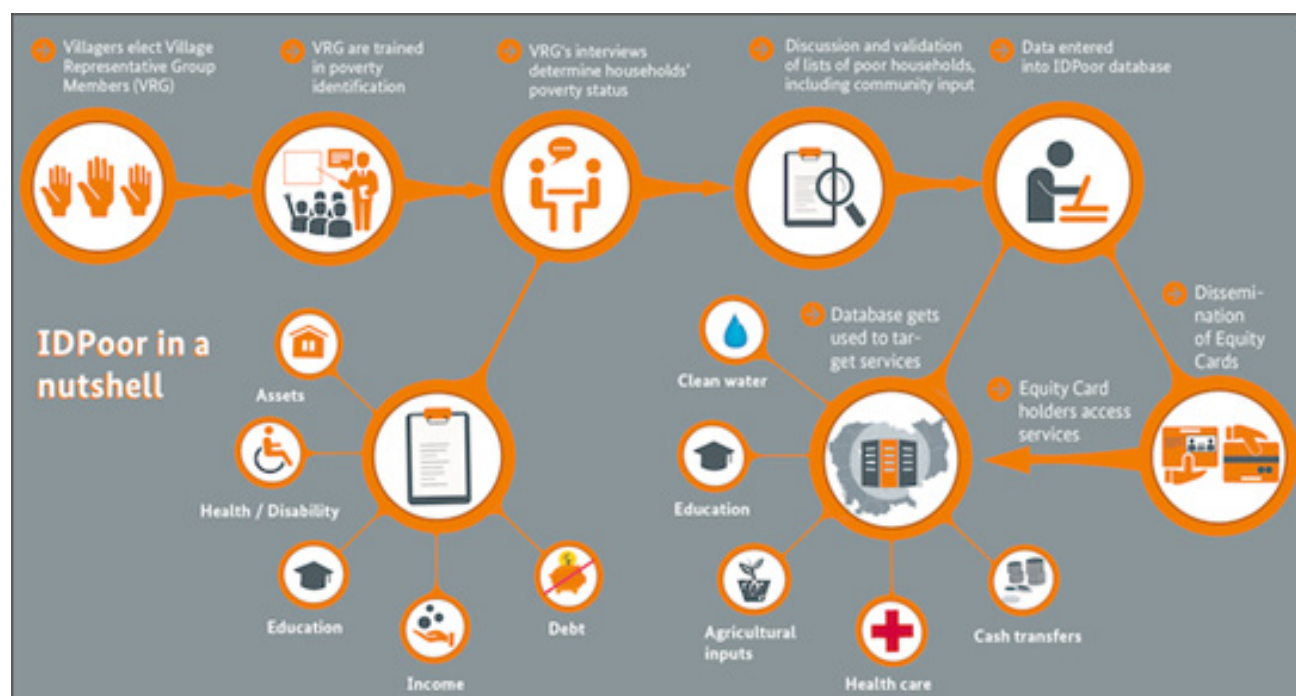 Villagers elect Village
Representative Group
Members (VRG)
VRG are trained
in poverty
identification
VRG's interviews
determine households'
poverty status
Discussion and validation
of lists of poor households,
including community input
Data entered
into IDPoor database
IDPoor in a
nutshell
Assets
Health / Disability
Education
Income
Debt
Database gets
used to tar-
get services
Clean water
Education
Agricultural
inputs
Health care
Cash transfers
Equity Card
holders access
services
Dissemi-
nation
of Equity
Cards